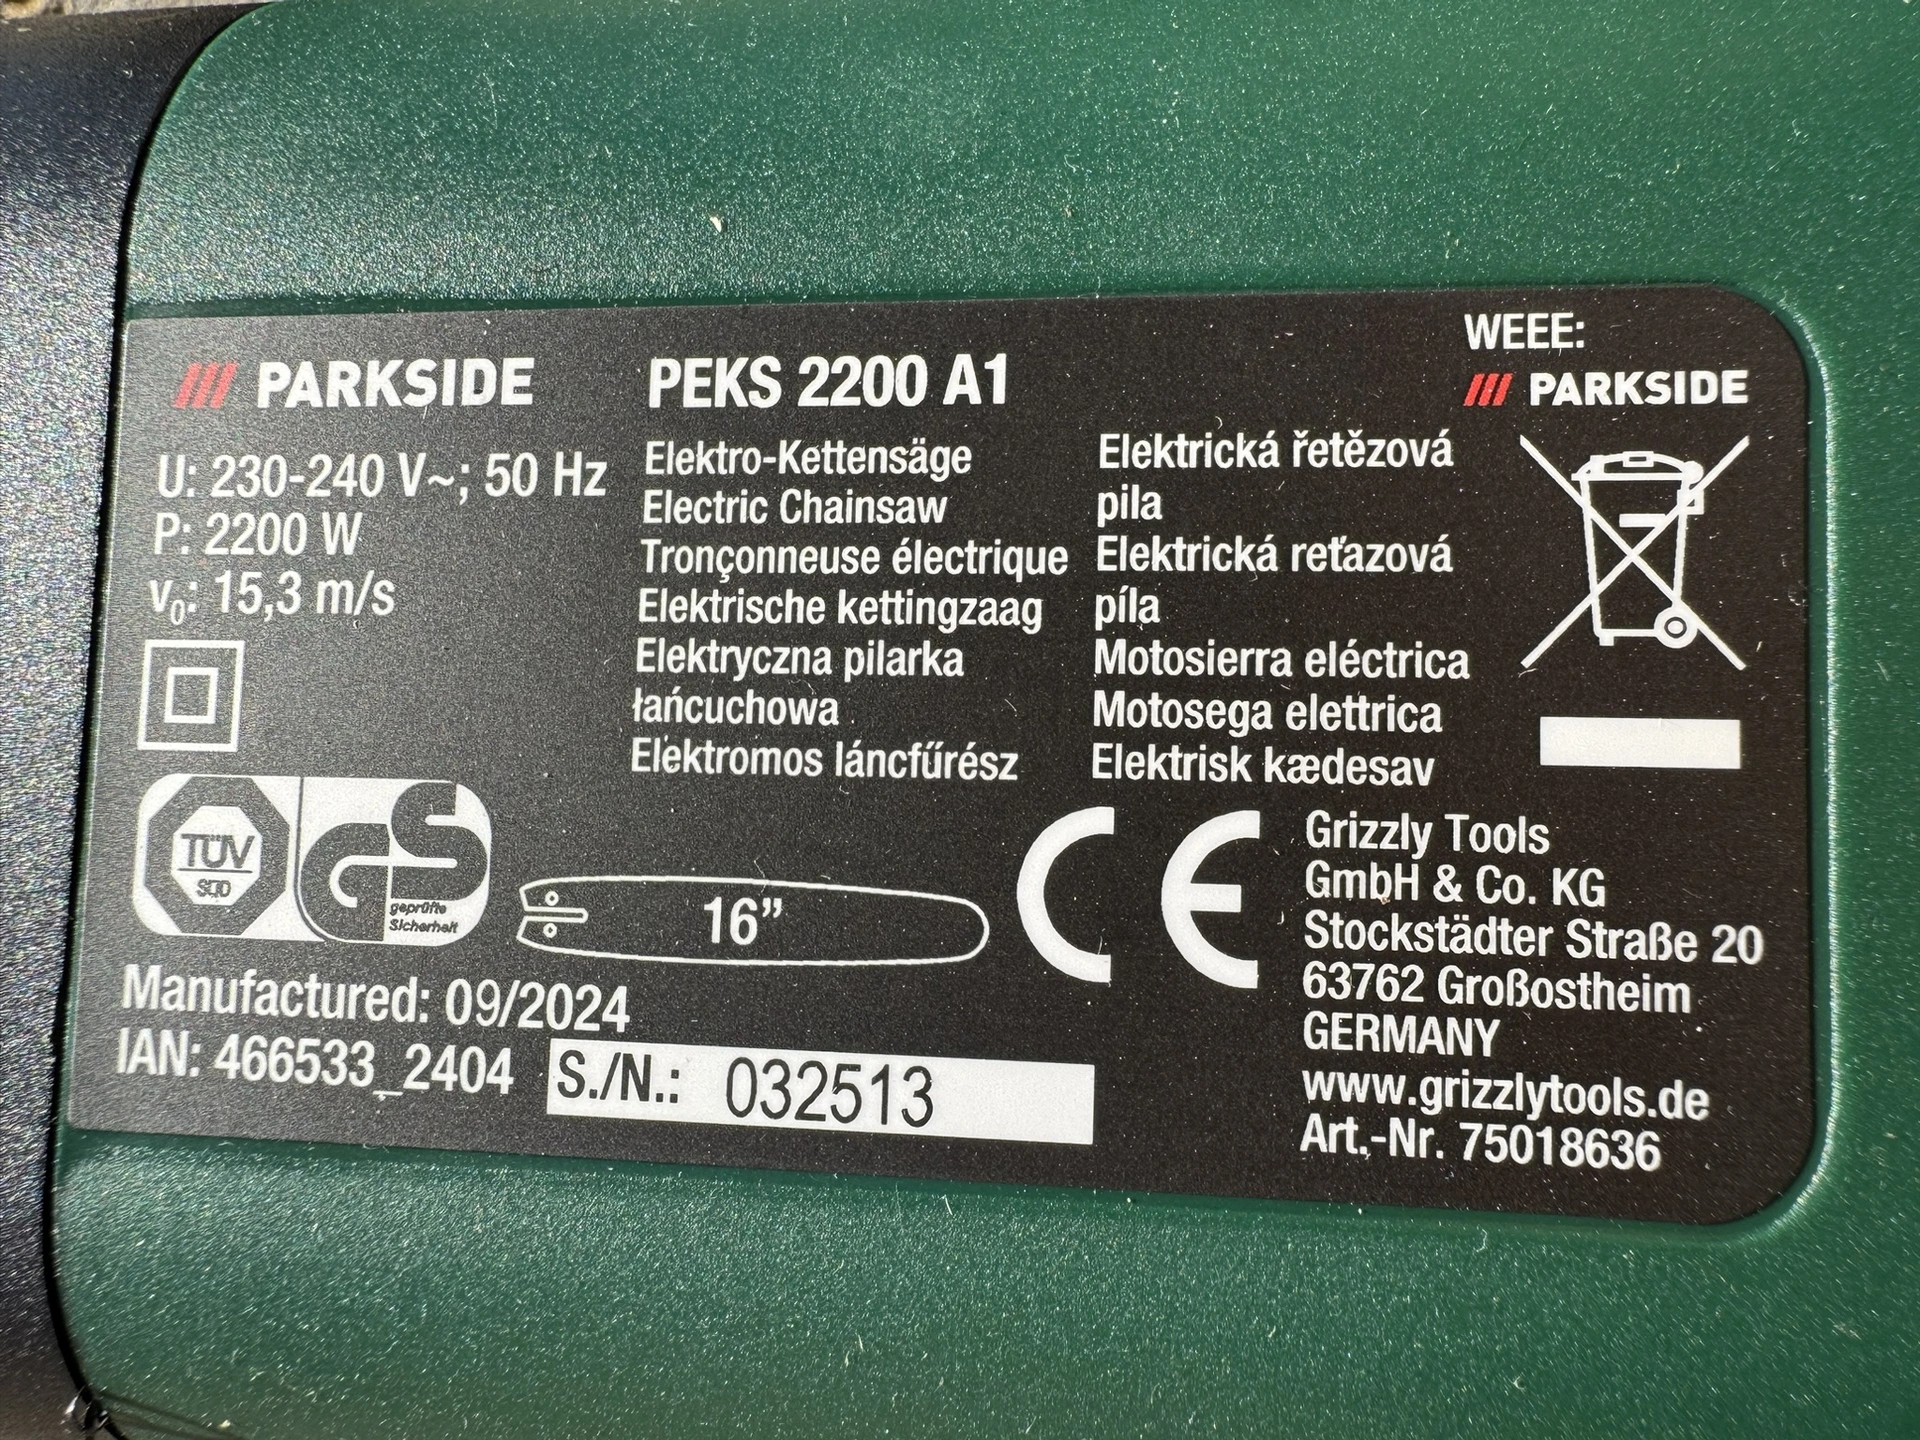 PARKSIDE
PEKS 2200 A1
U: 230-240 V~; 50 Hz
P: 2200 W
v₀: 15,3 m/s
Elektro-Kettensäge
Electric Chainsaw
Tronçonneuse électrique
Elektrische kettingzaag
Elektryczna pilarka
łańcuchowa
Elektromos láncfűrész
Elektrická řetězová
pila
Elektrická reťazová
píla
Motosierra eléctrica
Motosega elettrica
Elektrisk kædesav
WEEE:
PARKSIDE
TÜV
SÜD
GS
geprüfte
Sicherheit
16”
CE
Manufactured: 09/2024
IAN: 466533_2404
S./N.: 032513
Grizzly Tools
GmbH & Co. KG
Stockstädter Straße 20
63762 Großostheim
GERMANY
www.grizzlytools.de
Art.-Nr. 75018636